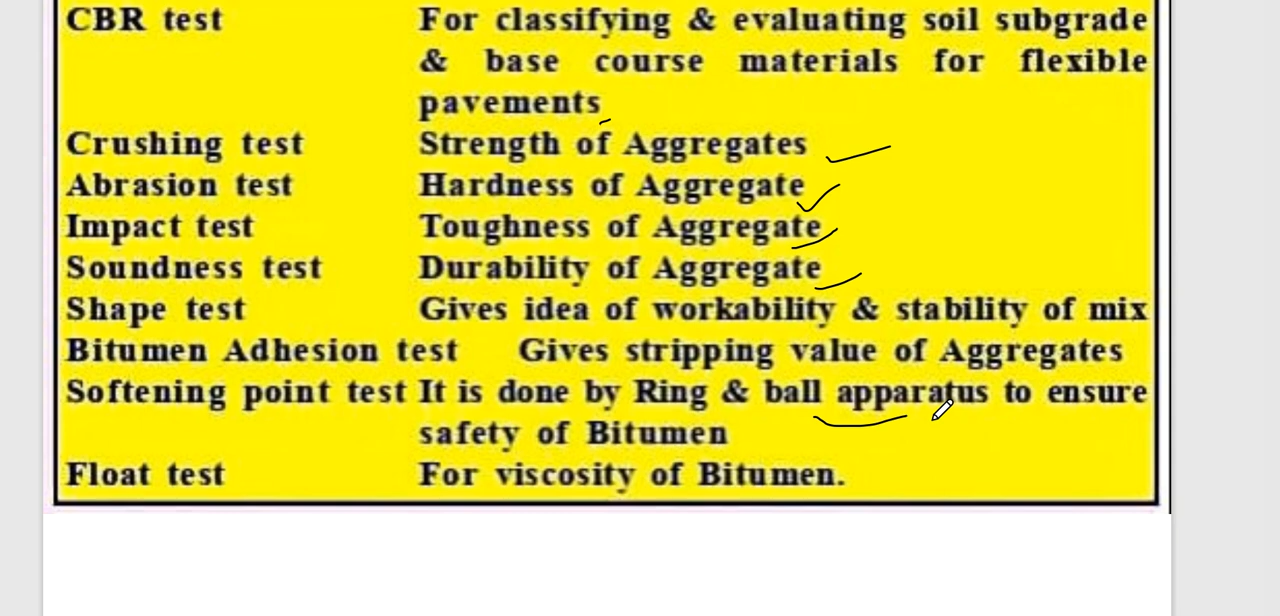 CBR test For classifying & evaluating soil subgrade
& base course materials for flexible
pavements
Crushing test Strength of Aggregates
Abrasion test Hardness of Aggregate
Impact test Toughness of Aggregate
Soundness test Durability of Aggregate
Shape test Gives idea of workability & stability of mix
Bitumen Adhesion test Gives stripping value of Aggregates
Softening point test It is done by Ring & ball apparatus to ensure
safety of Bitumen
Float test For viscosity of Bitumen.